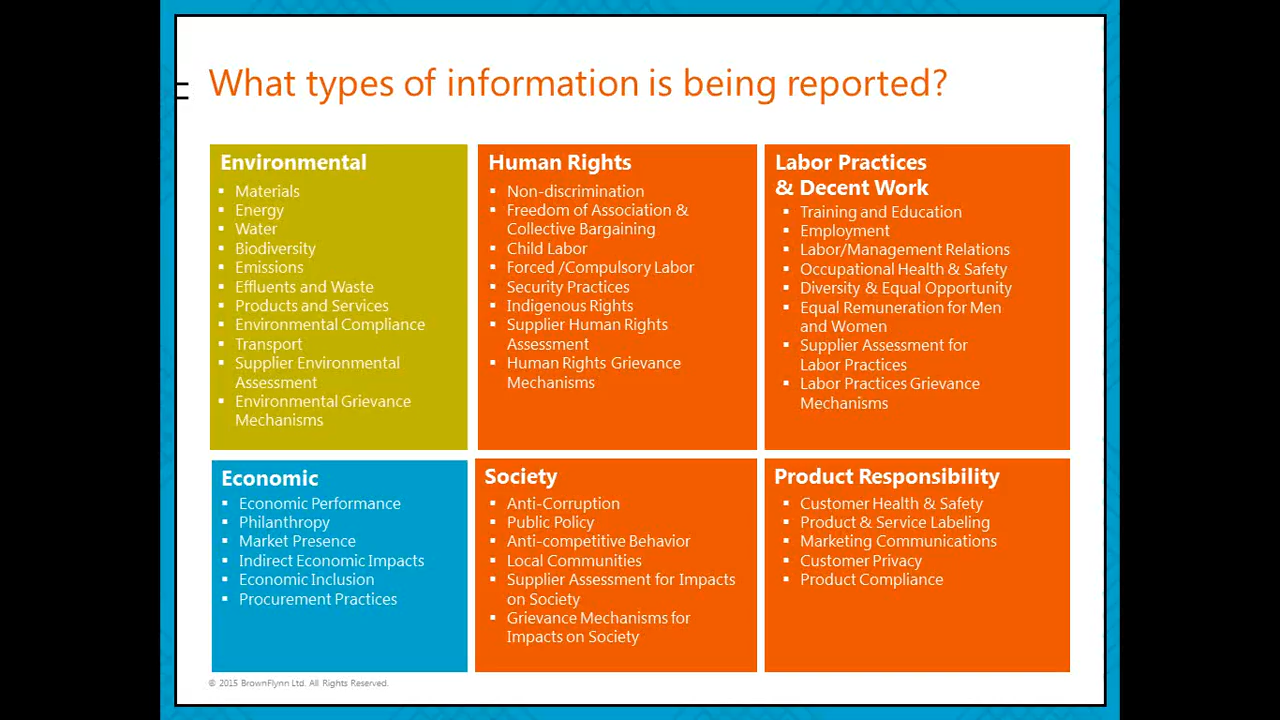 What types of information is being reported?
Environmental
▪ Materials
▪ Energy
▪ Water
▪ Biodiversity
▪ Emissions
▪ Effluents and Waste
▪ Products and Services
▪ Environmental Compliance
▪ Transport
▪ Supplier Environmental
Assessment
▪ Environmental Grievance
Mechanisms
Human Rights
▪ Non-discrimination
▪ Freedom of Association &
Collective Bargaining
▪ Child Labor
▪ Forced /Compulsory Labor
▪ Security Practices
▪ Indigenous Rights
▪ Supplier Human Rights
Assessment
▪ Human Rights Grievance
Mechanisms
Labor Practices
& Decent Work
▪ Training and Education
▪ Employment
▪ Labor/Management Relations
▪ Occupational Health & Safety
▪ Diversity & Equal Opportunity
▪ Equal Remuneration for Men
and Women
▪ Supplier Assessment for
Labor Practices
▪ Labor Practices Grievance
Mechanisms
Economic
▪ Economic Performance
▪ Philanthropy
▪ Market Presence
▪ Indirect Economic Impacts
▪ Economic Inclusion
▪ Procurement Practices
Society
▪ Anti-Corruption
▪ Public Policy
▪ Anti-competitive Behavior
▪ Local Communities
▪ Supplier Assessment for Impacts
on Society
▪ Grievance Mechanisms for
Impacts on Society
Product Responsibility
▪ Customer Health & Safety
▪ Product & Service Labeling
▪ Marketing Communications
▪ Customer Privacy
▪ Product Compliance
© 2015 BrownFlynn Ltd. All Rights Reserved.